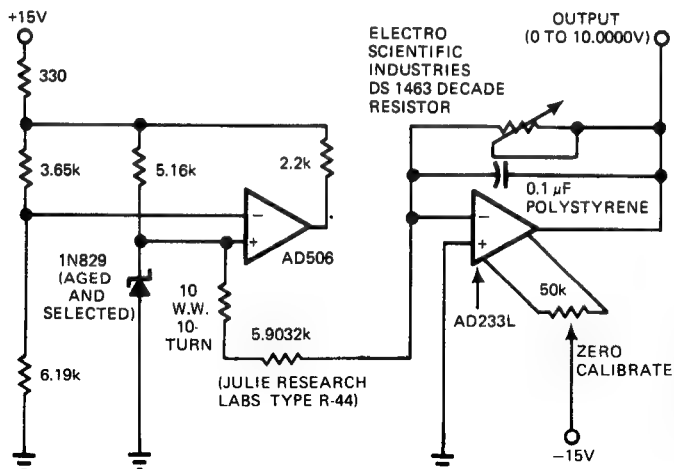 +15V
330
3.65k
5.16k
2.2k
−
+
AD506
1N829
(AGED
AND
SELECTED)
10
W.W.
10-
TURN
5.9032k
(JULIE RESEARCH
LABS TYPE R-44)
6.19k
ELECTRO
SCIENTIFIC
INDUSTRIES
DS 1463 DECADE
RESISTOR
OUTPUT
(0 TO 10.0000V)
0.1 µF
POLYSTYRENE
−
+
AD233L
50k
ZERO
CALIBRATE
−15V